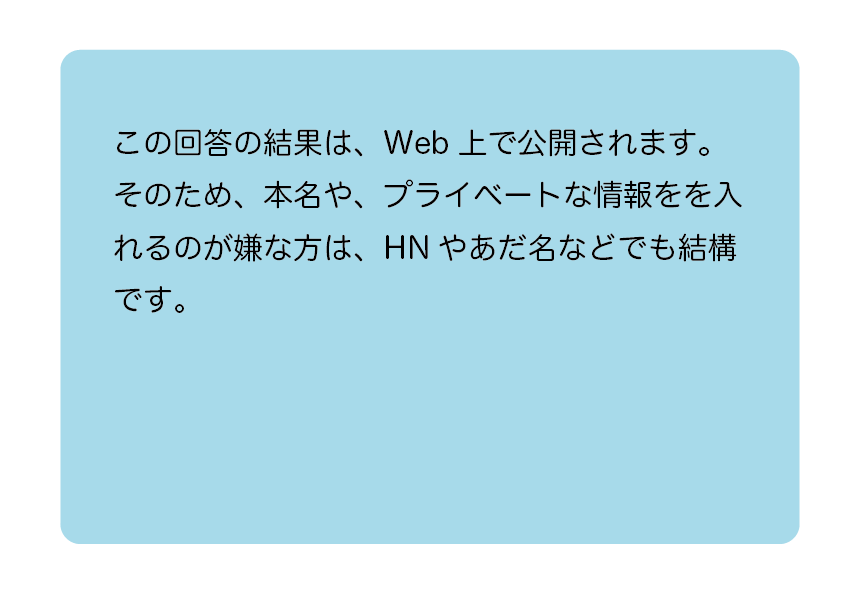 この回答の結果は、Web 上で公開されます。
そのため、本名や、プライベートな情報をを入
れるのが嫌な方は、HN やあだ名などでも結構
です。